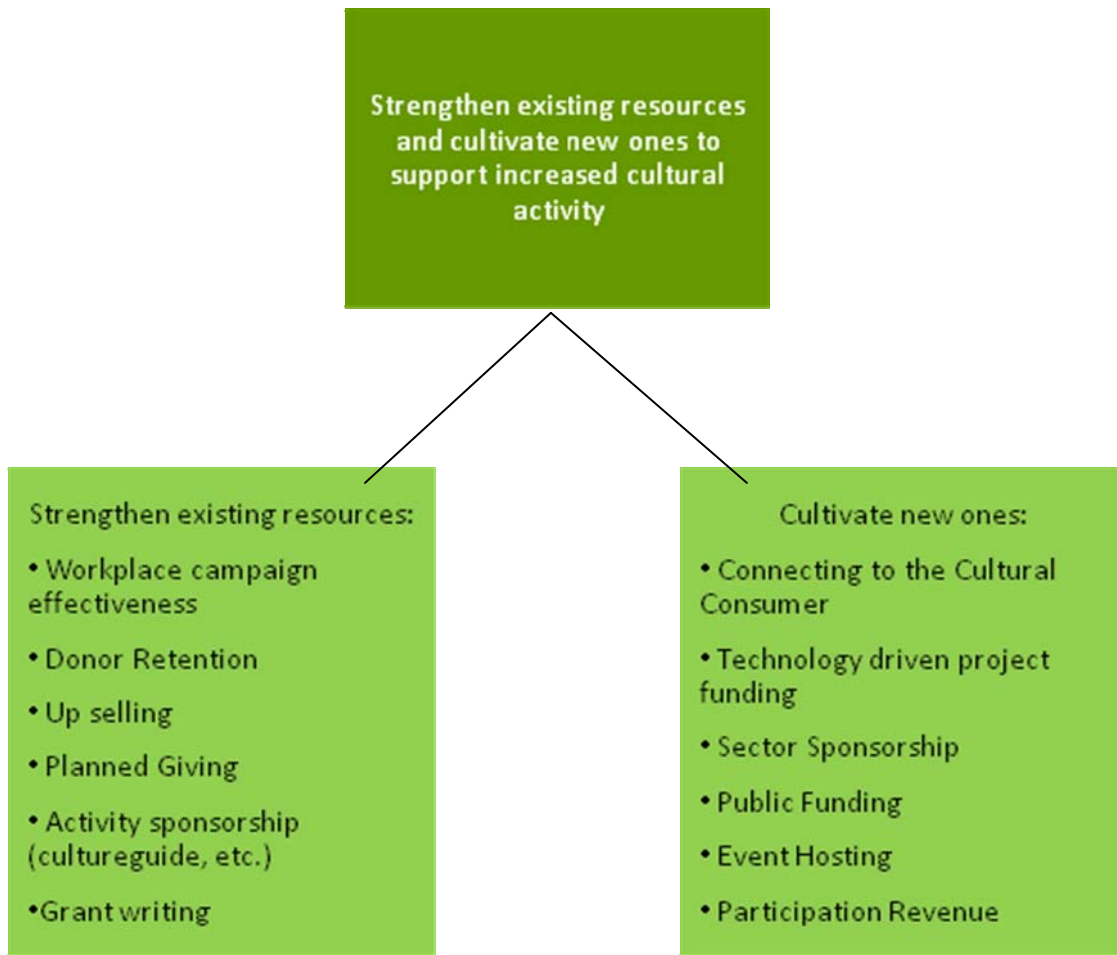 Strengthen existing resources
and cultivate new ones to
support increased cultural
activity
Strengthen existing resources:
• Workplace campaign
effectiveness
• Donor Retention
• Up selling
• Planned Giving
• Activity sponsorship
(cultureguide, etc.)
•Grant writing
Cultivate new ones:
• Connecting to the Cultural
Consumer
• Technology driven project
funding
• Sector Sponsorship
• Public Funding
• Event Hosting
• Participation Revenue